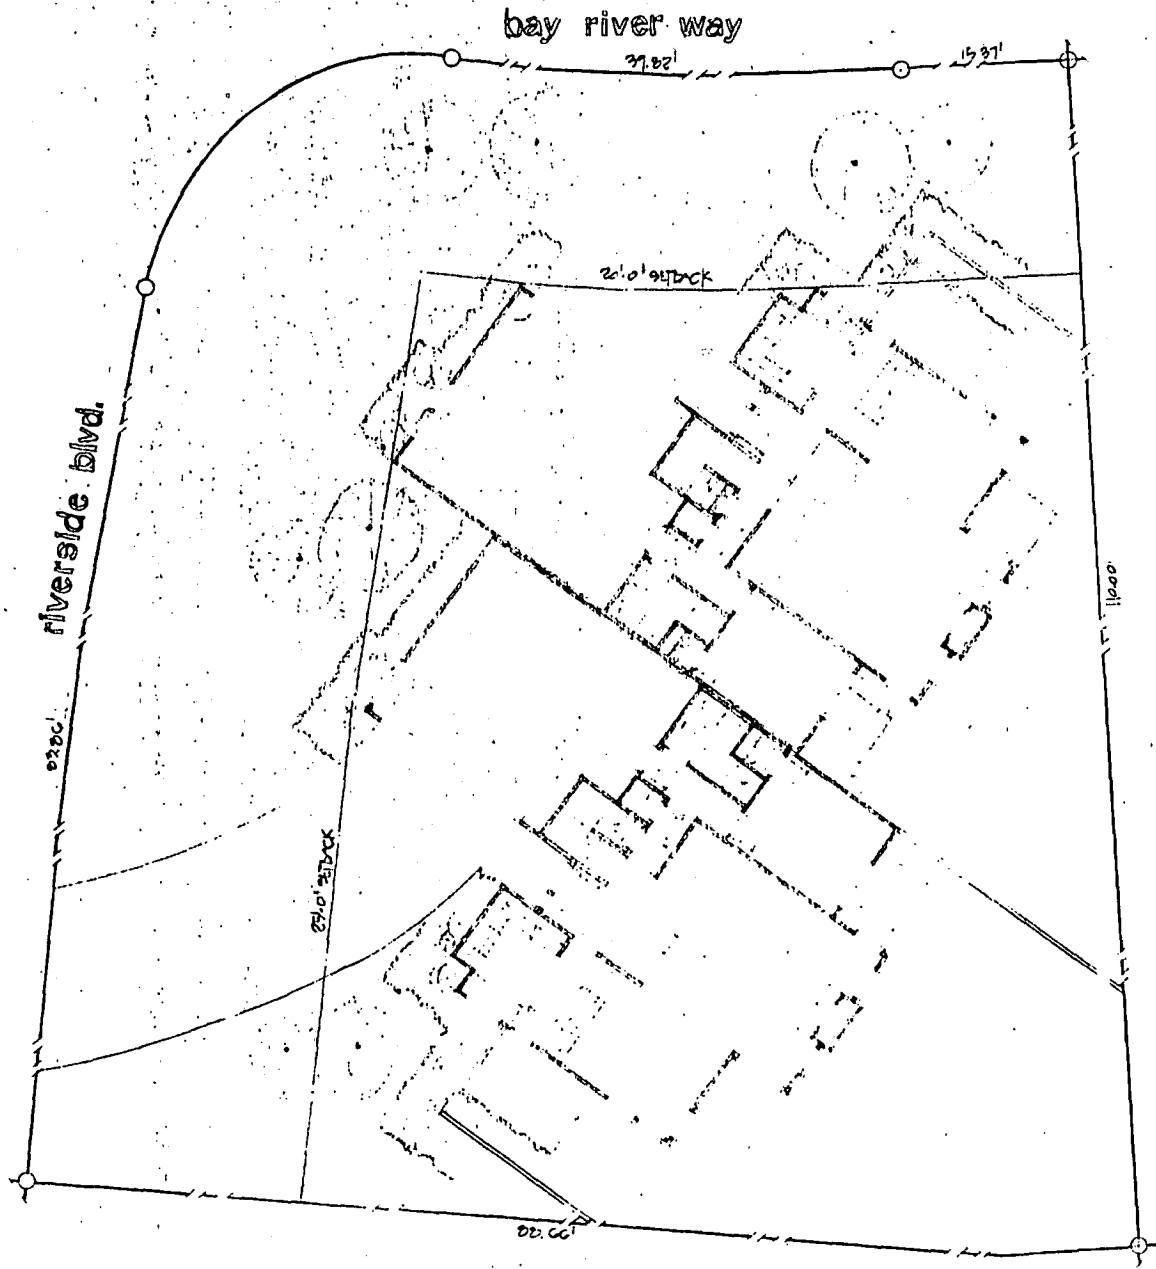 bay river way
39.82'
15.37'
20'.0' SETBACK
riverside blvd.
110.00'
25'.0' SETBACK